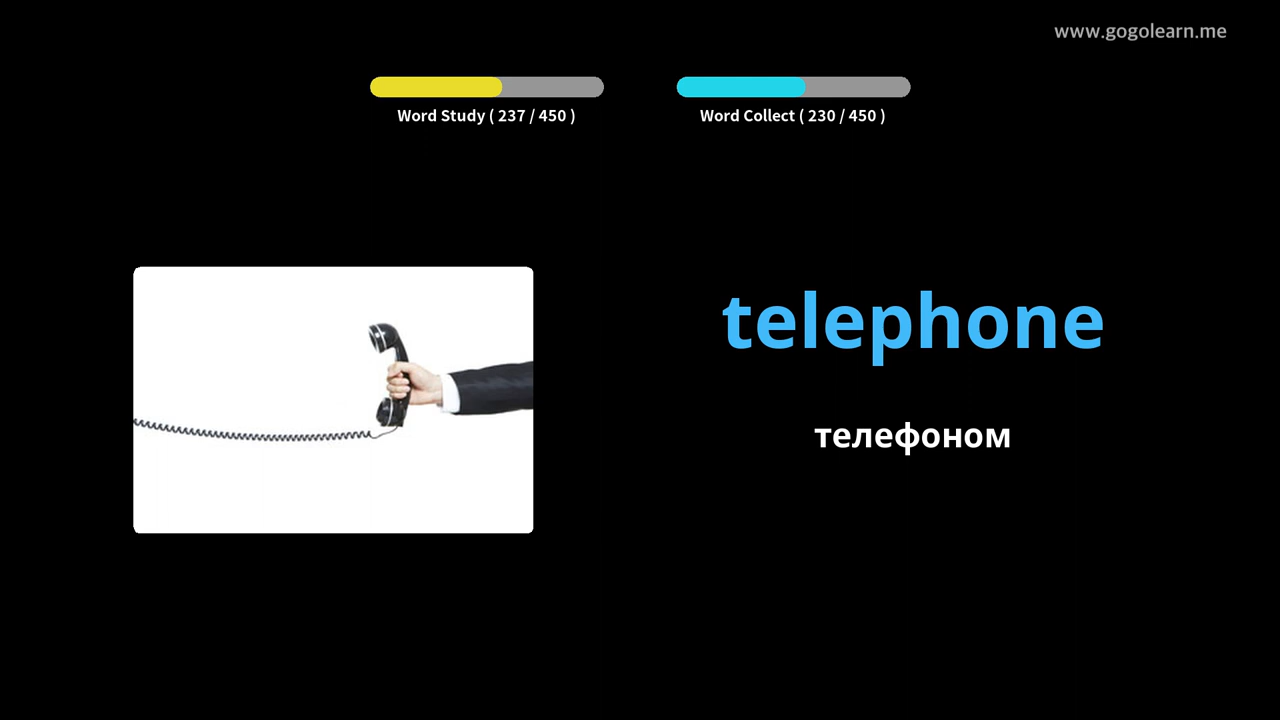 www.gogolearn.me
Word Study ( 237 / 450 )
Word Collect ( 230 / 450 )
telephone
телефоном